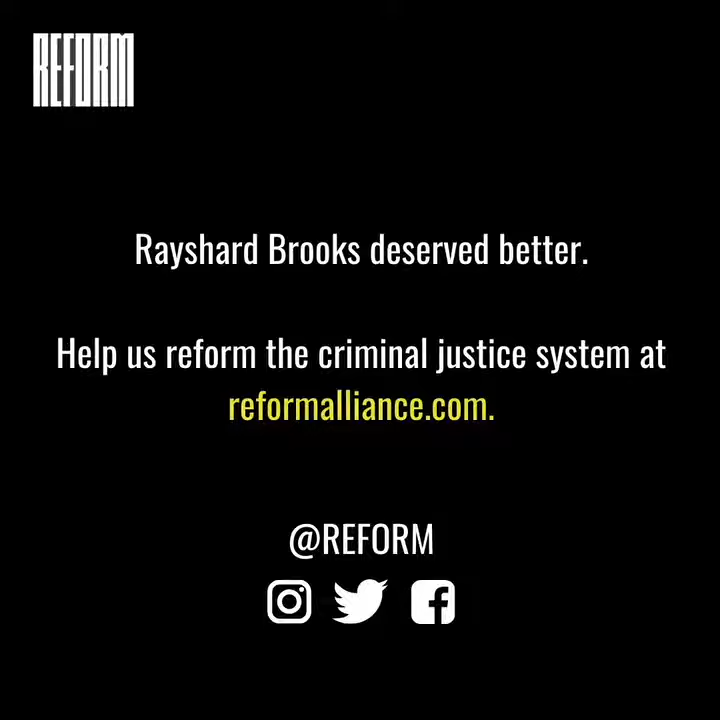 REFORM
Rayshard Brooks deserved better.
Help us reform the criminal justice system at
reformalliance.com.
@REFORM